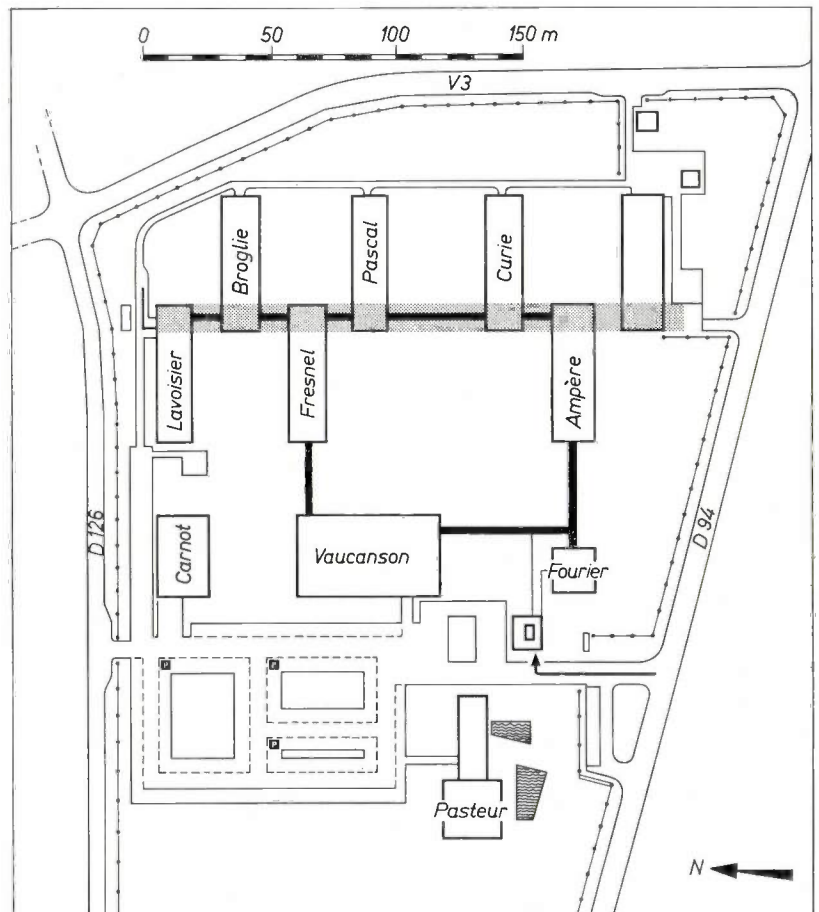 0 50 100 150 m
V3
Broglie
Pascal
Curie
Lavoisier
Fresnel
Ampère
D 126
D 94
Carnot
Vaucanson
Fourier
P
P
P
Pasteur
N